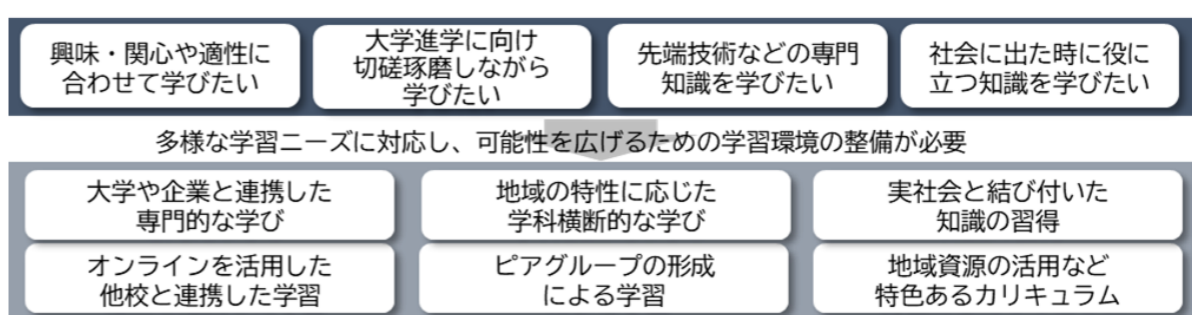 興味・関心や適性に
合わせて学びたい
大学進学に向け
切磋琢磨しながら
学びたい
先端技術などの専門
知識を学びたい
社会に出た時に役に
立つ知識を学びたい
多様な学習ニーズに対応し、可能性を広げるための学習環境の整備が必要
大学や企業と連携した
専門的な学び
地域の特性に応じた
学科横断的な学び
実社会と結び付いた
知識の習得
オンラインを活用した
他校と連携した学習
ピアグループの形成
による学習
地域資源の活用など
特色あるカリキュラム